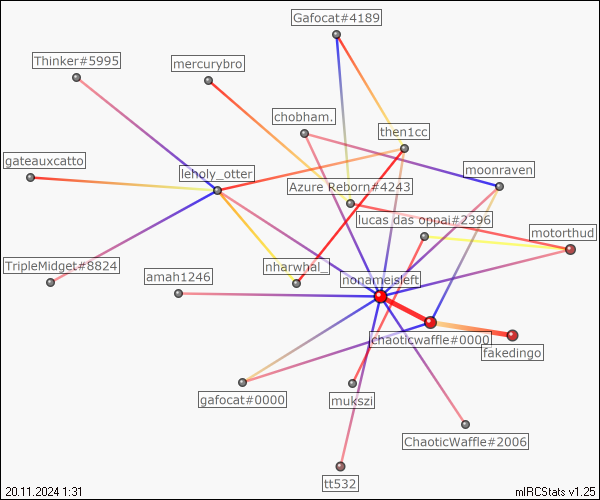 Gafocat#4189
Thinker#5995
mercurybro
chobham.
then1cc
gateauxcatto
leholy_otter
moonraven
Azure Reborn#4243
lucas das oppai#2396
motorthud
TripleMidget#8824
nharwhal_
amah1246
nonameisleft
chaoticwaffle#0000
fakedingo
gafocat#0000
mukszi
ChaoticWaffle#2006
tt532
20.11.2024 1:31
mIRCStats v1.25